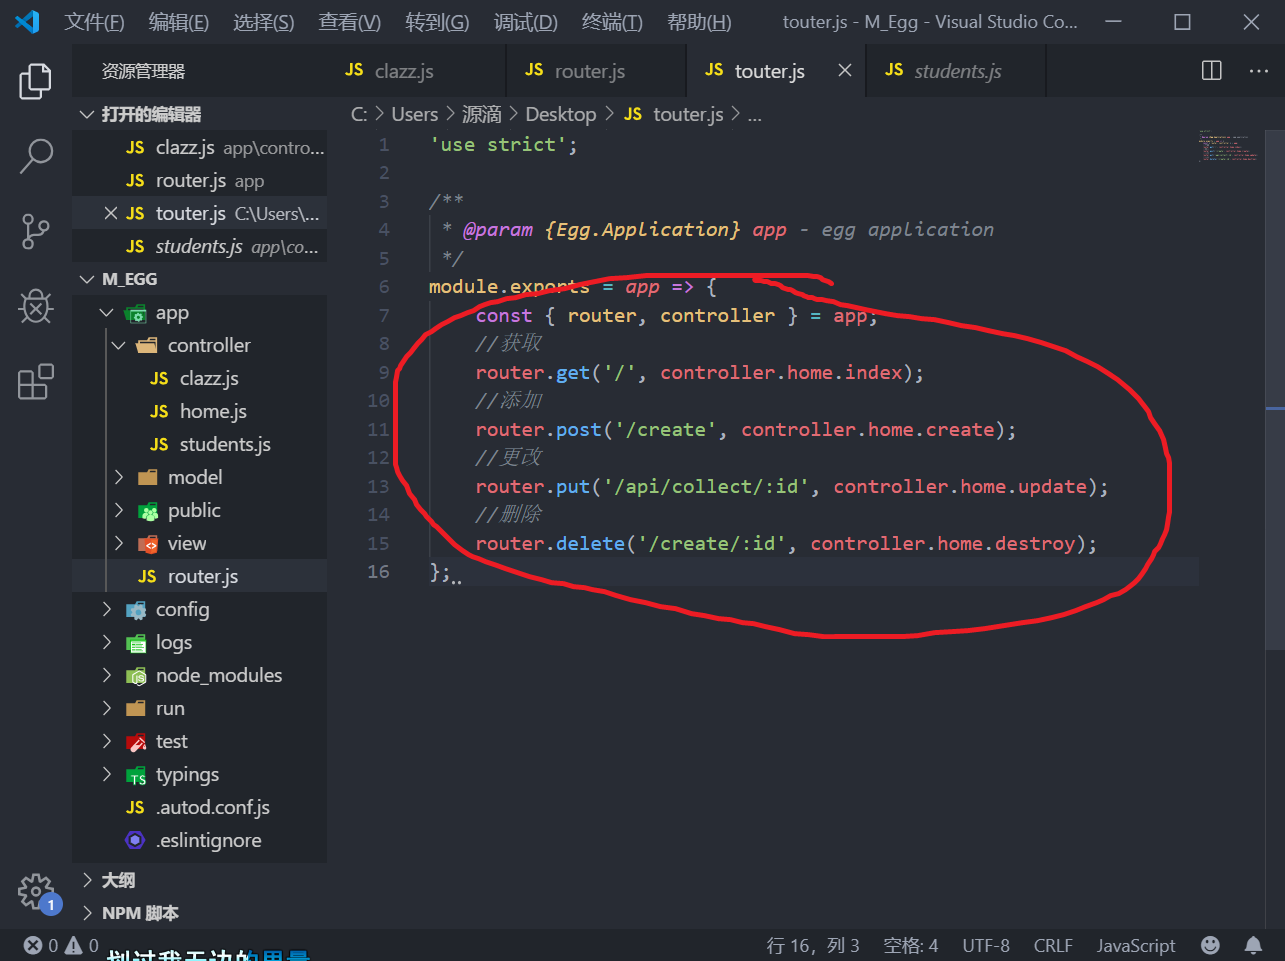 文件(F) 编辑(E) 选择(S) 查看(V) 转到(G) 调试(D) 终端(T) 帮助(H) touter.js - M_Egg - Visual Studio Co...
资源管理器
JS clazz.js JS router.js JS touter.js JS students.js
打开的编辑器
JS clazz.js app\contro...
JS router.js app
JS touter.js C:\Users\...
JS students.js app\co...
M_EGG
app
controller
JS clazz.js
JS home.js
JS students.js
model
public
view
JS router.js
config
logs
node_modules
run
test
typings
JS .autod.conf.js
.eslintignore
大纲
NPM 脚本
C: > Users > 源滴 > Desktop > JS touter.js > ...
1 'use strict';
2
3 /**
4 * @param {Egg.Application} app - egg application
5 */
6 module.exports = app => {
7 const { router, controller } = app;
8 //获取
9 router.get('/', controller.home.index);
10 //添加
11 router.post('/create', controller.home.create);
12 //更改
13 router.put('/api/collect/:id', controller.home.update);
14 //删除
15 router.delete('/create/:id', controller.home.destroy);
16 };
1
0 0
行 16，列 3 空格: 4 UTF-8 CRLF JavaScript